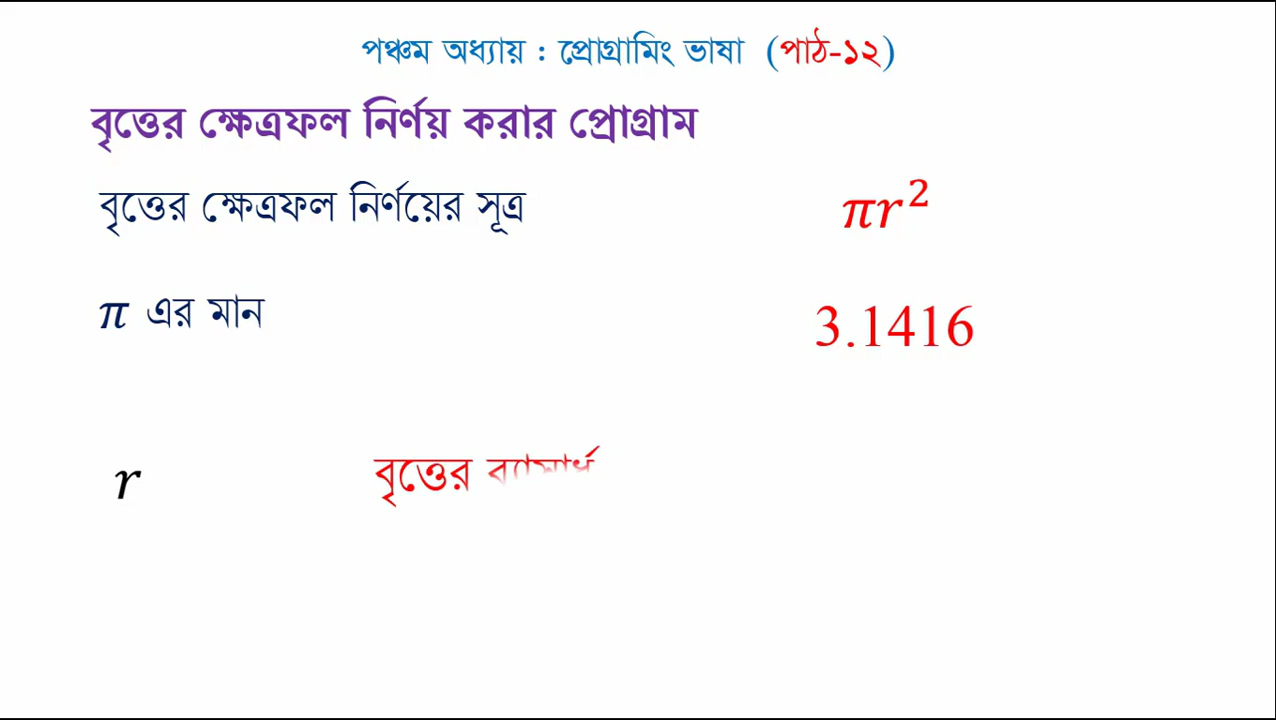 পঞ্চম অধ্যায় : প্রোগ্রামিং ভাষা (পাঠ-১২)
বৃত্তের ক্ষেত্রফল নির্ণয় করার প্রোগ্রাম
বৃত্তের ক্ষেত্রফল নির্ণয়ের সূত্র πr²
π এর মান 3.1416
r বৃত্তের ব্যাসার্ধ